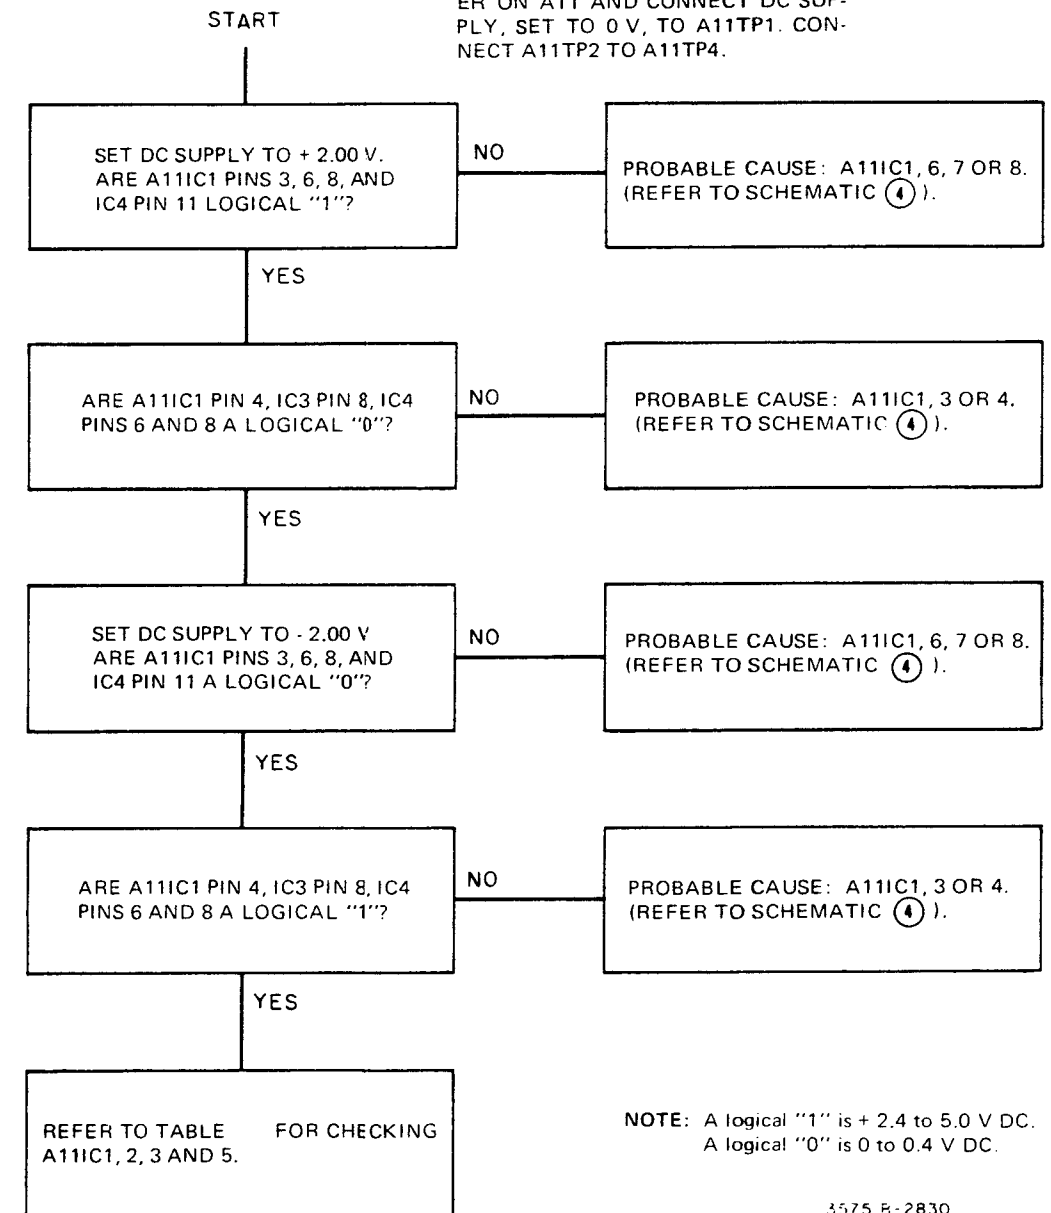 ER ON A11 AND CONNECT DC SUP-
PLY, SET TO 0 V, TO A11TP1. CON-
NECT A11TP2 TO A11TP4.
START
SET DC SUPPLY TO + 2.00 V.
ARE A11IC1 PINS 3, 6, 8, AND
IC4 PIN 11 LOGICAL "1"?
NO
PROBABLE CAUSE: A11IC1, 6, 7 OR 8.
(REFER TO SCHEMATIC 4 ).
YES
ARE A11IC1 PIN 4, IC3 PIN 8, IC4
PINS 6 AND 8 A LOGICAL "0"?
NO
PROBABLE CAUSE: A11IC1, 3 OR 4.
(REFER TO SCHEMATIC 4 ).
YES
SET DC SUPPLY TO - 2.00 V
ARE A11IC1 PINS 3, 6, 8, AND
IC4 PIN 11 A LOGICAL "0"?
NO
PROBABLE CAUSE: A11IC1, 6, 7 OR 8.
(REFER TO SCHEMATIC 4 ).
YES
ARE A11IC1 PIN 4, IC3 PIN 8, IC4
PINS 6 AND 8 A LOGICAL "1"?
NO
PROBABLE CAUSE: A11IC1, 3 OR 4.
(REFER TO SCHEMATIC 4 ).
YES
REFER TO TABLE FOR CHECKING
A11IC1, 2, 3 AND 5.
NOTE: A logical "1" is + 2.4 to 5.0 V DC.
A logical "0" is 0 to 0.4 V DC.
3575 B-2830